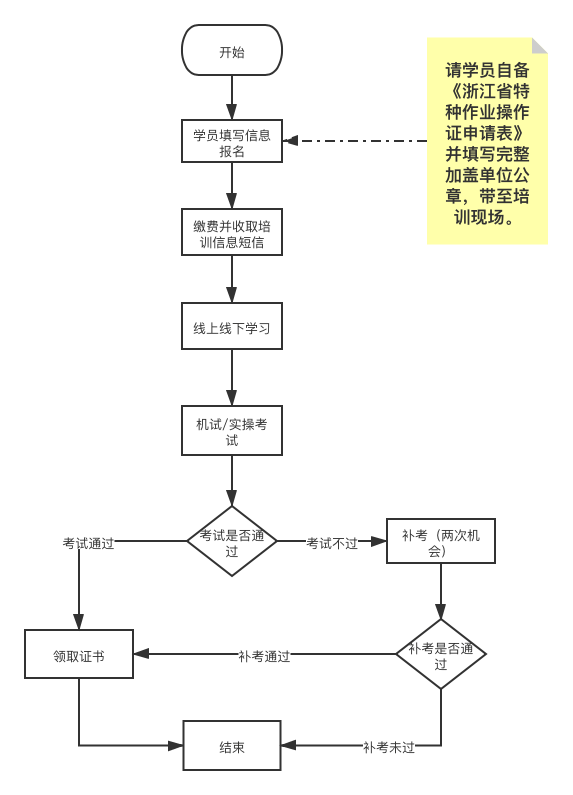 开始
学员填写信息
报名
请学员自备
《浙江省特
种作业操作
证申请表》
并填写完整
加盖单位公
章，带至培
训现场。
缴费并收取培
训信息短信
线上线下学习
机试/实操考
试
考试是否通
过
考试通过
考试不过
补考（两次机
会）
领取证书
补考通过
补考是否通
过
结束
补考未过